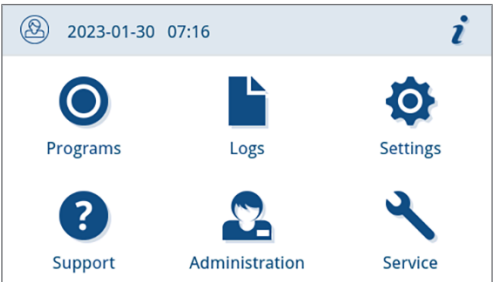 2023-01-30 07:16
Programs Logs Settings
Support Administration Service